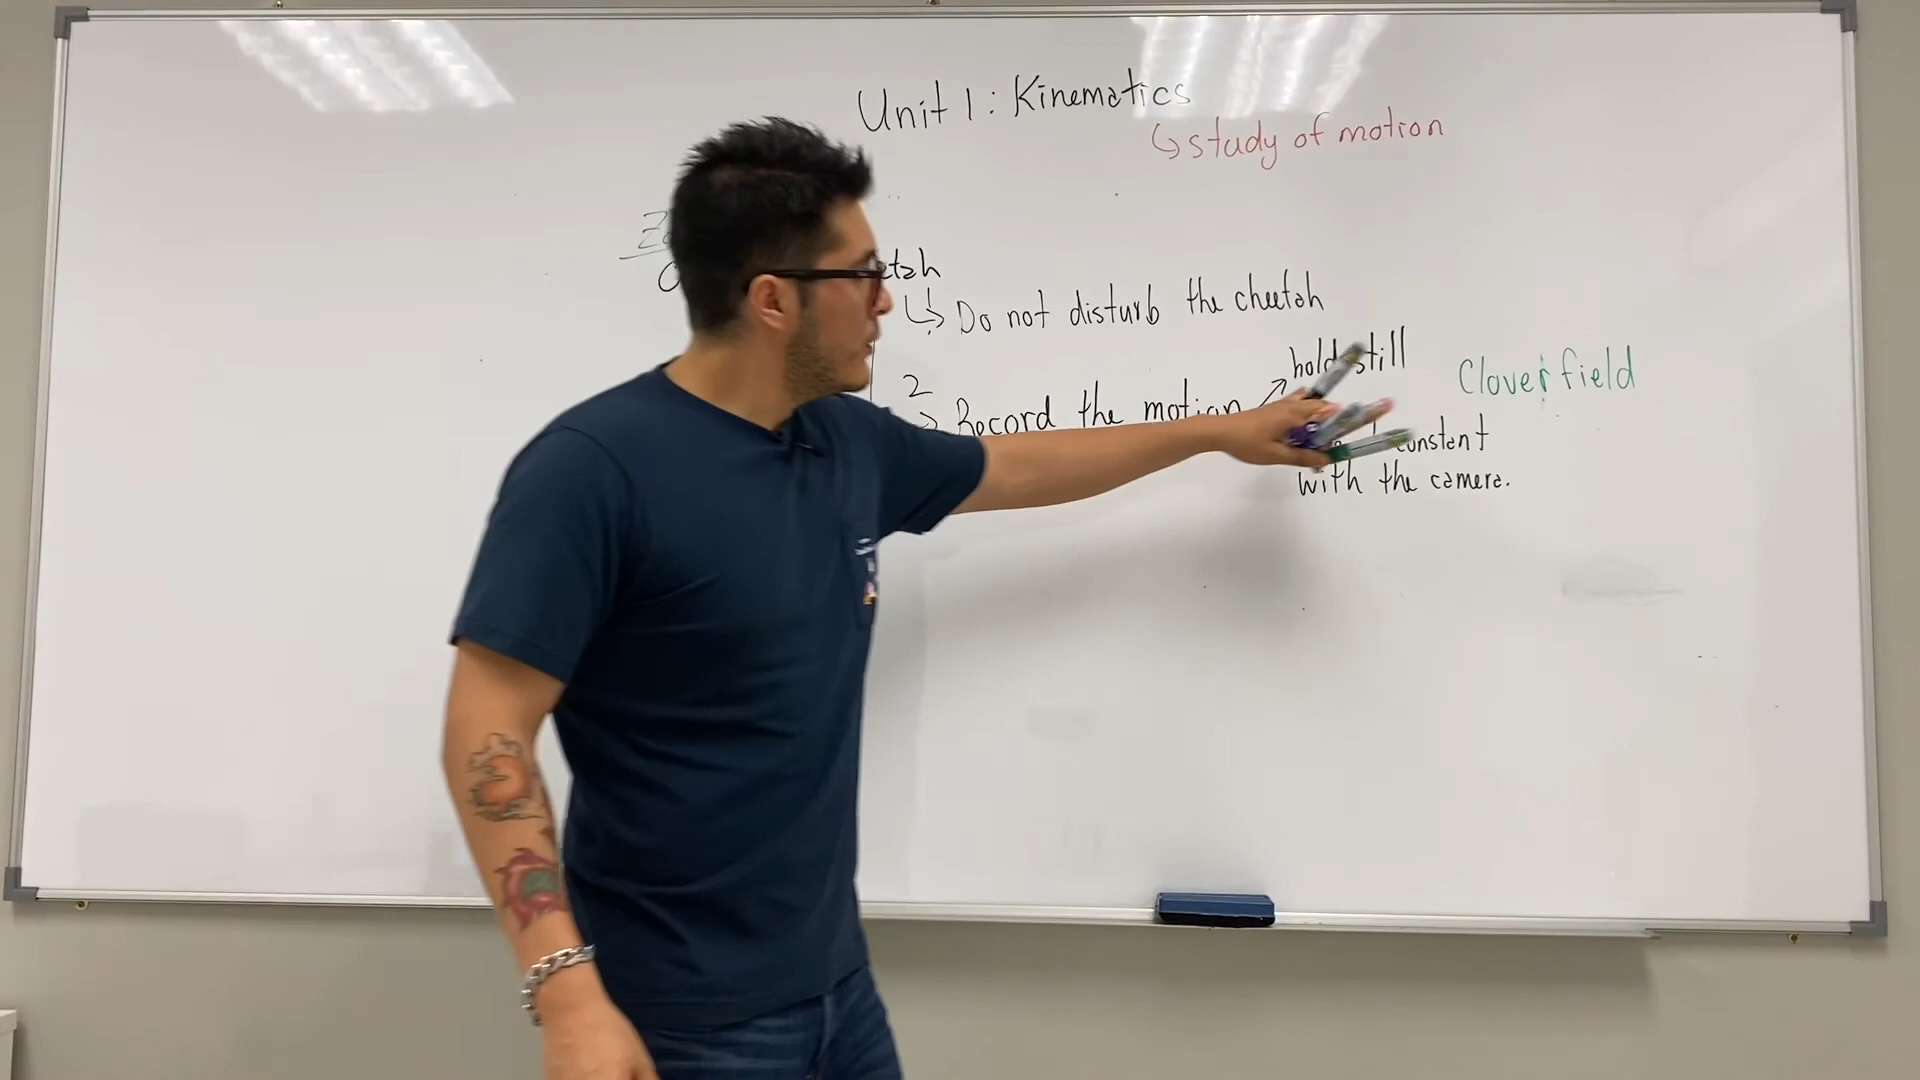 Unit 1: Kinematics
↳ study of motion
↳ Do not disturb the cheetah
2
Record the motion
hold still
Cloverfield
constant
with the camera.